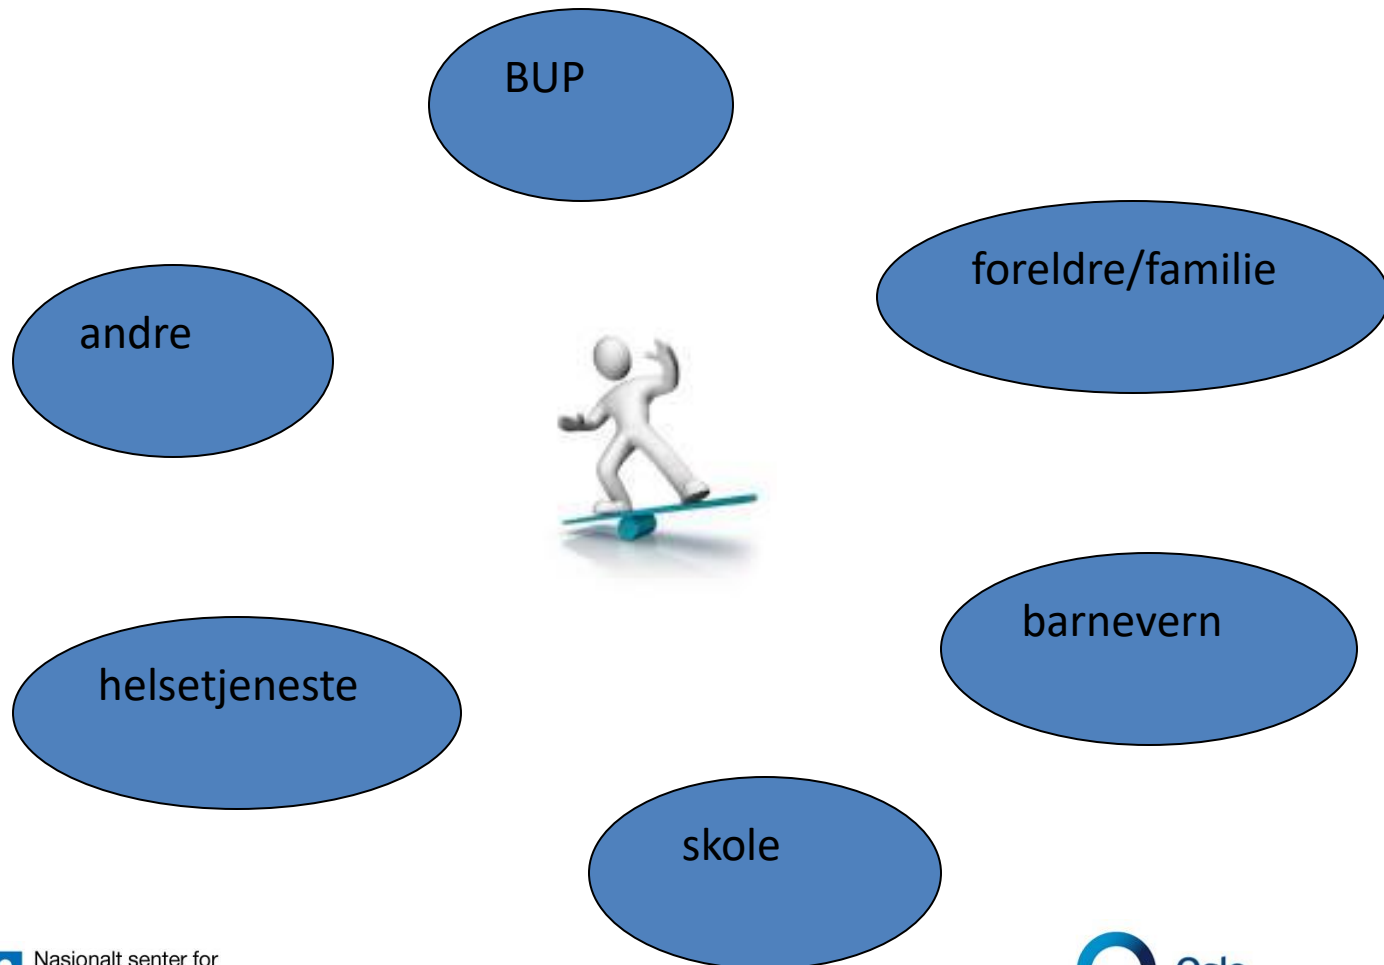 BUP
foreldre/familie
andre
barnevern
helsetjeneste
skole
Nasjonalt senter for